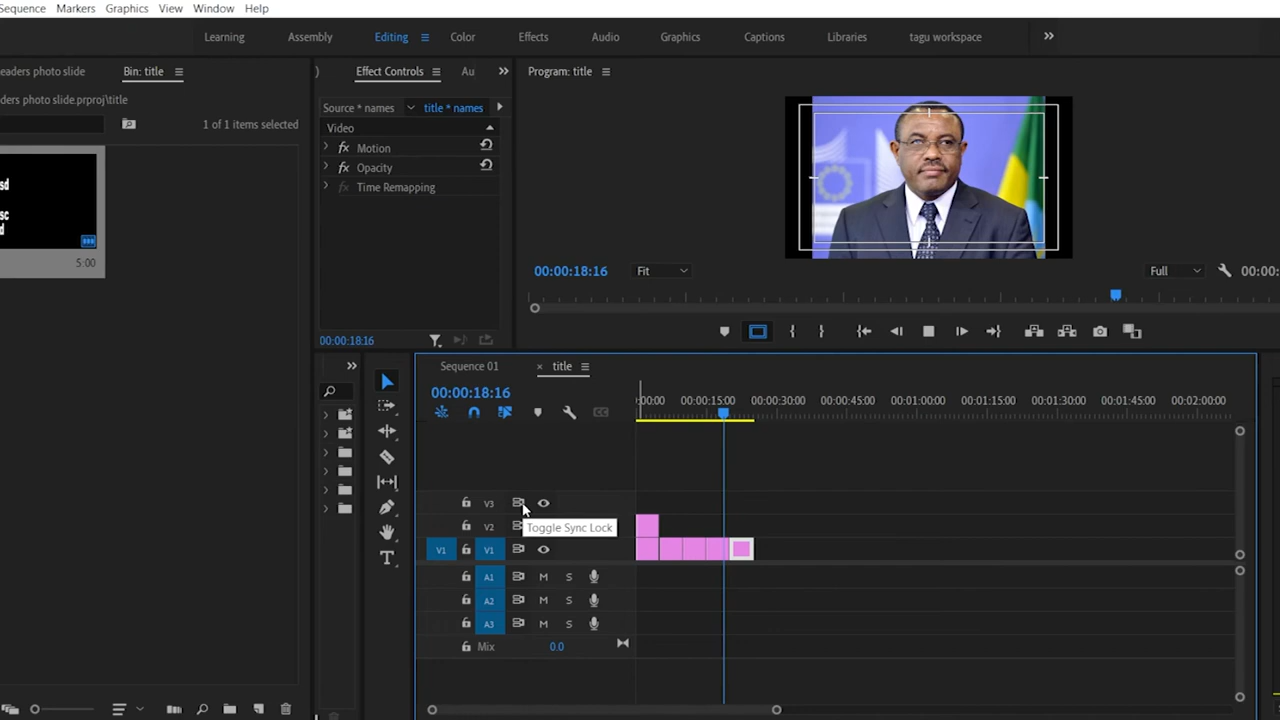 Sequence Markers Graphics View Window Help
Learning Assembly Editing Color Effects Audio Graphics Captions Libraries tagu workspace
eaders photo slide Bin: title Effect Controls Au Program: title
ders photo slide.prproj\title
Source * names title * names
1 of 1 items selected
Video
fx Motion
fx Opacity
fx Time Remapping
sd
sc
d
5:00
00:00:18:16 Fit Full 00:00:
00:00:18:16
Sequence 01 × title
00:00:18:16
:00:00 00:00:15:00 00:00:30:00 00:00:45:00 00:01:00:00 00:01:15:00 00:01:30:00 00:01:45:00 00:02:00:00
V3
Toggle Sync Lock
V2
V1 V1
A1 M S
A2 M S
A3 M S
Mix 0.0